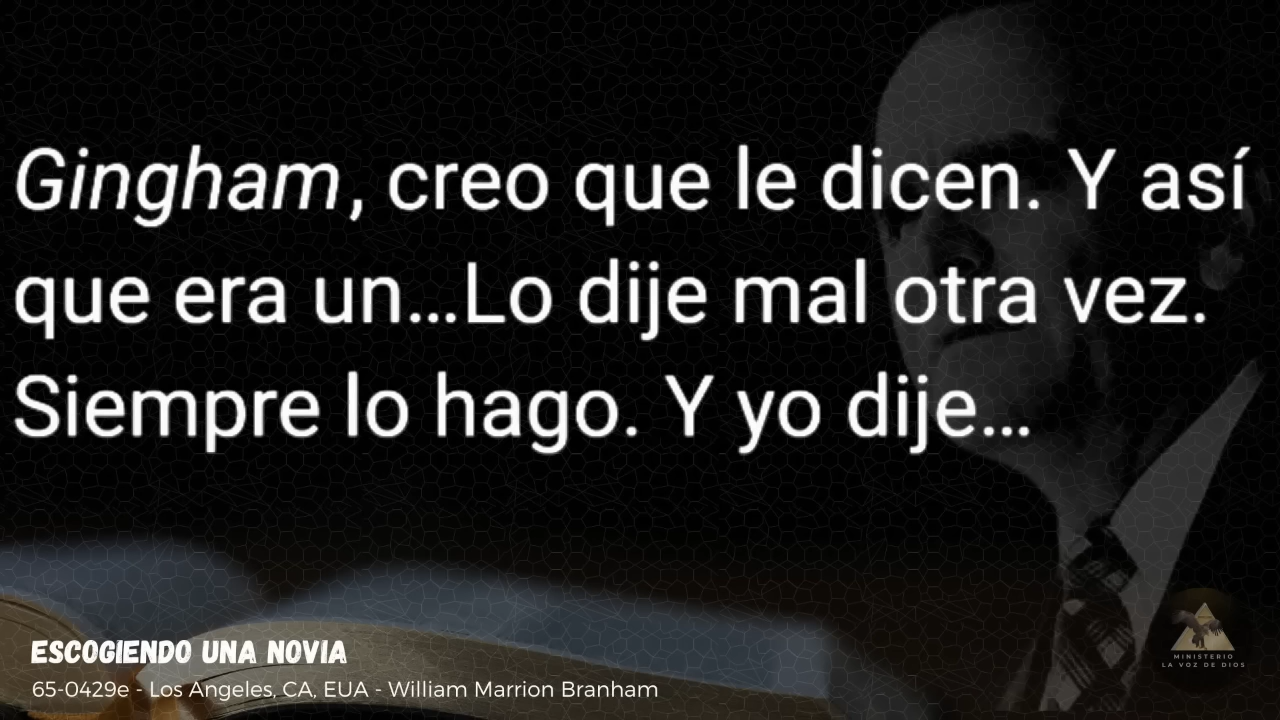 Gingham, creo que le dicen. Y así
que era un...Lo dije mal otra vez.
Siempre lo hago. Y yo dije...
ESCOGIENDO UNA NOVIA
65-0429e - Los Angeles, CA, EUA - William Marrion Branham
MINISTERIO
LA VOZ DE DIOS